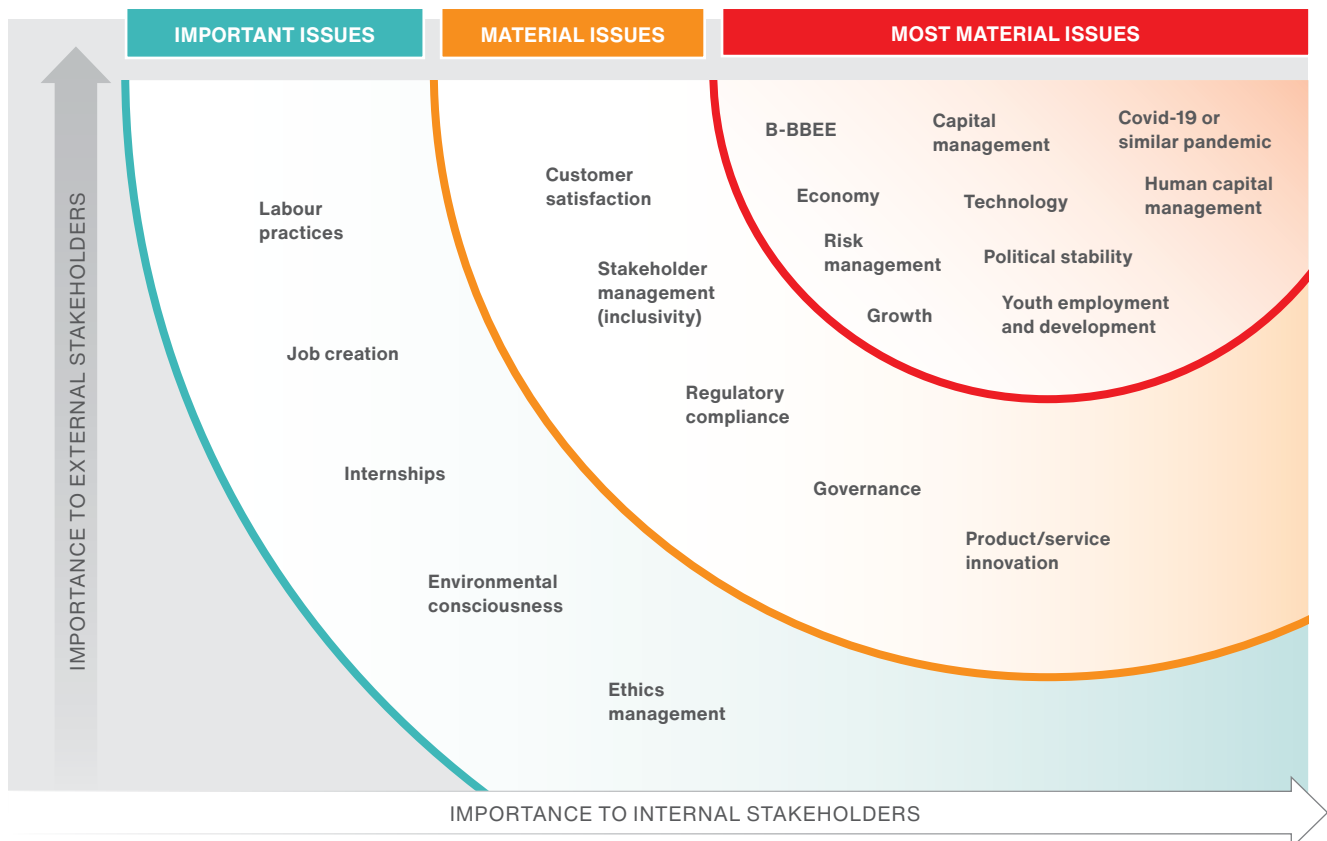 IMPORTANT ISSUES
MATERIAL ISSUES
MOST MATERIAL ISSUES
IMPORTANCE TO EXTERNAL STAKEHOLDERS
Labour
practices
Job creation
Internships
Environmental
consciousness
Ethics
management
Customer
satisfaction
Stakeholder
management
(inclusivity)
Regulatory
compliance
Governance
Product/service
innovation
B-BBEE
Capital
management
Covid-19 or
similar pandemic
Economy
Technology
Human capital
management
Risk
management
Political stability
Growth
Youth employment
and development
IMPORTANCE TO INTERNAL STAKEHOLDERS